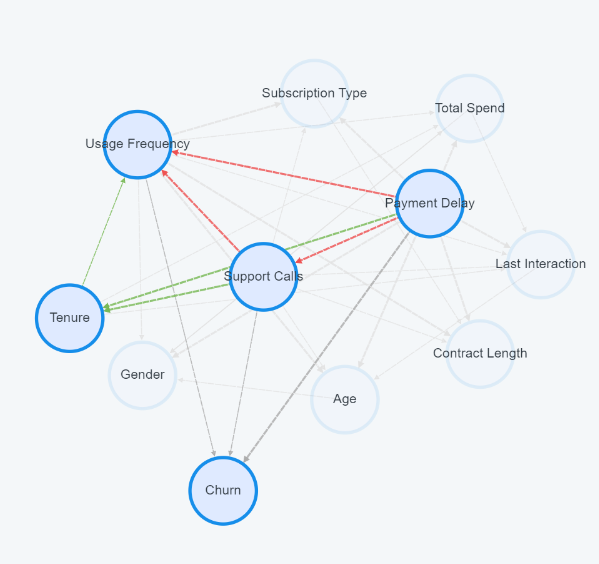 Subscription Type
Total Spend
Usage Frequency
Payment Delay
Last Interaction
Support Calls
Tenure
Contract Length
Gender
Age
Churn